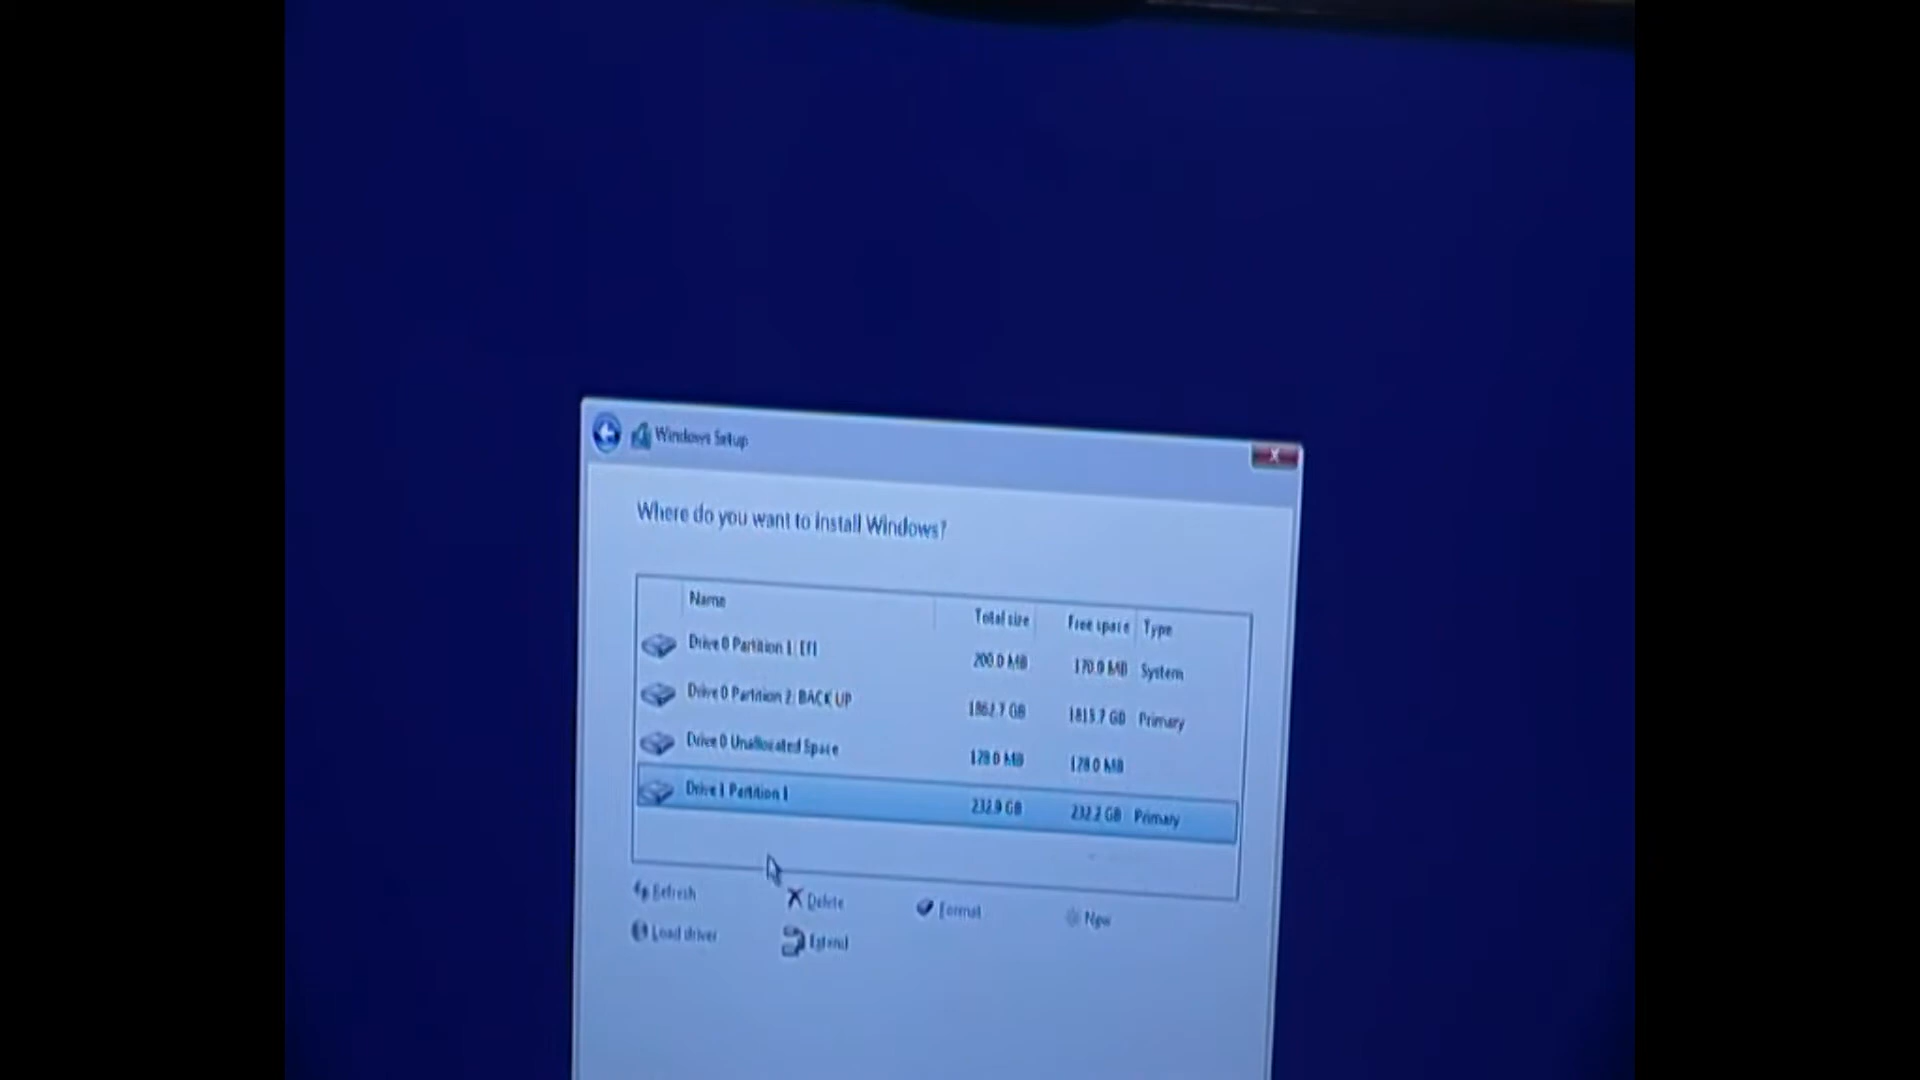 Windows Setup
X
Where do you want to install Windows?
Name Total size Free space Type
Drive 0 Partition 1: EFI 200.0 MB 170.0 MB System
Drive 0 Partition 2: BACK UP 1862.7 GB 1815.7 GB Primary
Drive 0 Unallocated Space 128.0 MB 128.0 MB
Drive 1 Partition 1 232.9 GB 232.2 GB Primary
Refresh Delete Format New
Load driver Extend